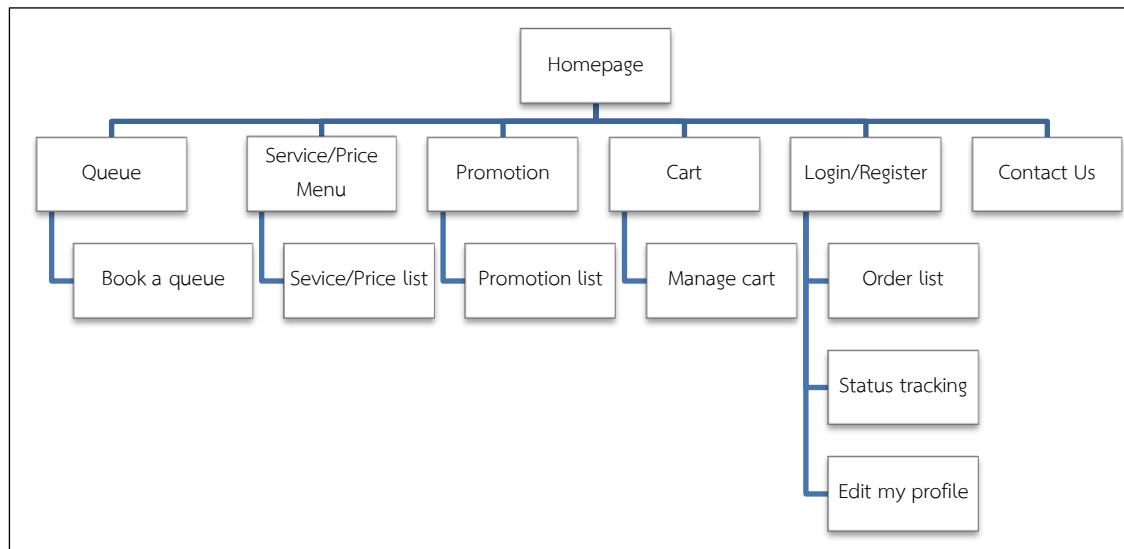 Homepage
Queue
Service/Price
Menu
Promotion
Cart
Login/Register
Contact Us
Book a queue
Sevice/Price list
Promotion list
Manage cart
Order list
Status tracking
Edit my profile